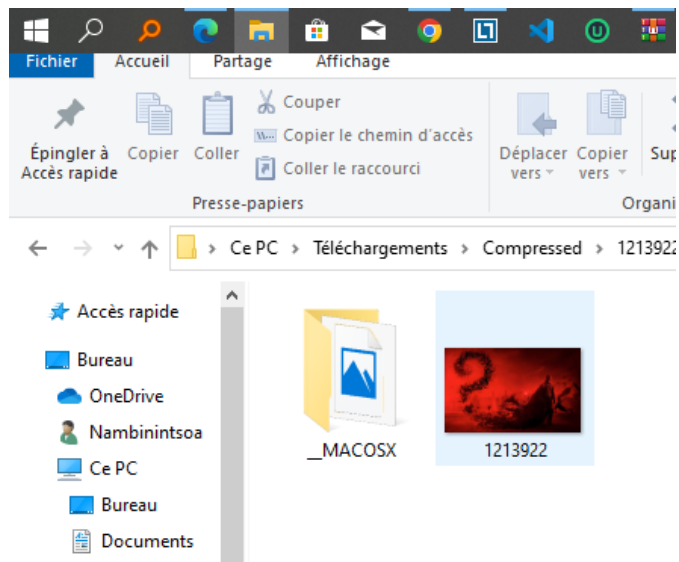 Fichier Accueil Partage Affichage
Épingler à Accès rapide
Copier
Coller
Couper
Copier le chemin d'accès
Coller le raccourci
Déplacer vers
Copier vers
Presse-papiers
Ce PC > Téléchargements > Compressed > 1213922
Accès rapide
Bureau
OneDrive
Nambinintsoa
Ce PC
Bureau
Documents
__MACOSX
1213922